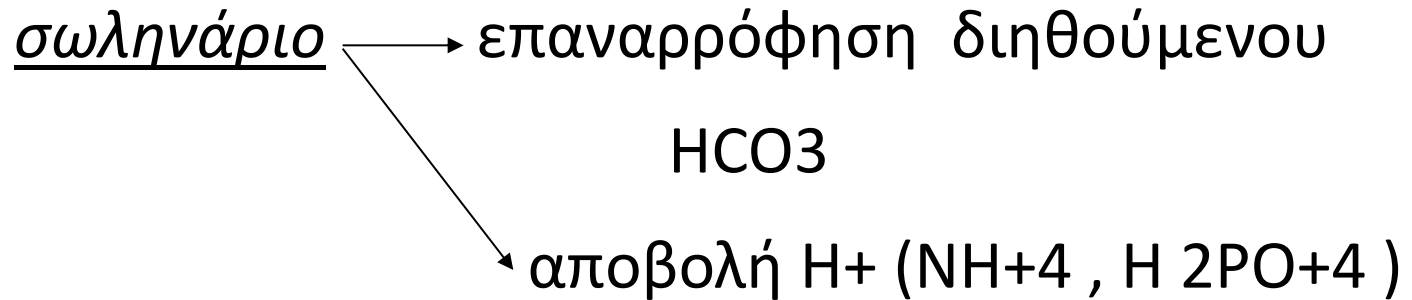 σωληνάριο επαναρρόφηση διηθούμενου
HCO3
αποβολή Η+ (NH+4 , H 2PO+4 )